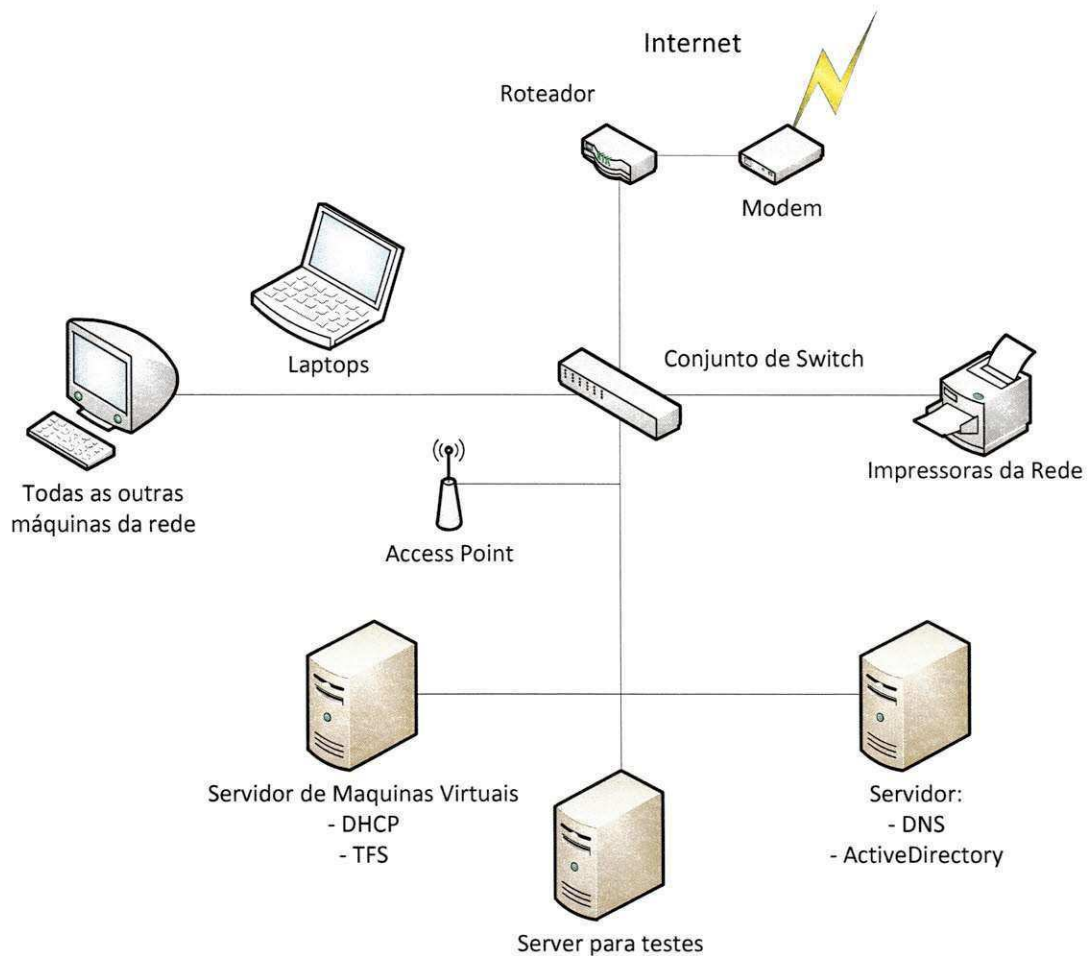 Internet
Roteador
Modem
Laptops
Conjunto de Switch
Todas as outras
máquinas da rede
Impressoras da Rede
Access Point
Servidor de Maquinas Virtuais
- DHCP
- TFS
Servidor:
- DNS
- ActiveDirectory
Server para testes